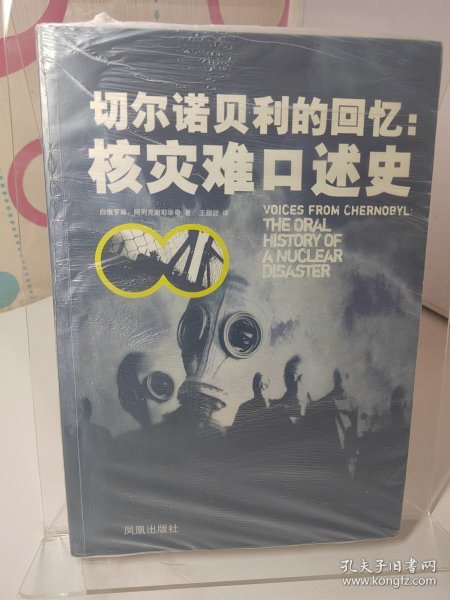 切尔诺贝利的回忆:
核灾难口述史
白俄罗斯：阿列克谢耶维奇 著 王甜甜 译
VOICES FROM CHERNOBYL
THE ORAL
HISTORY OF
A NUCLEAR
DISASTER
凤凰出版社
孔夫子旧书网
www.kongfz.com